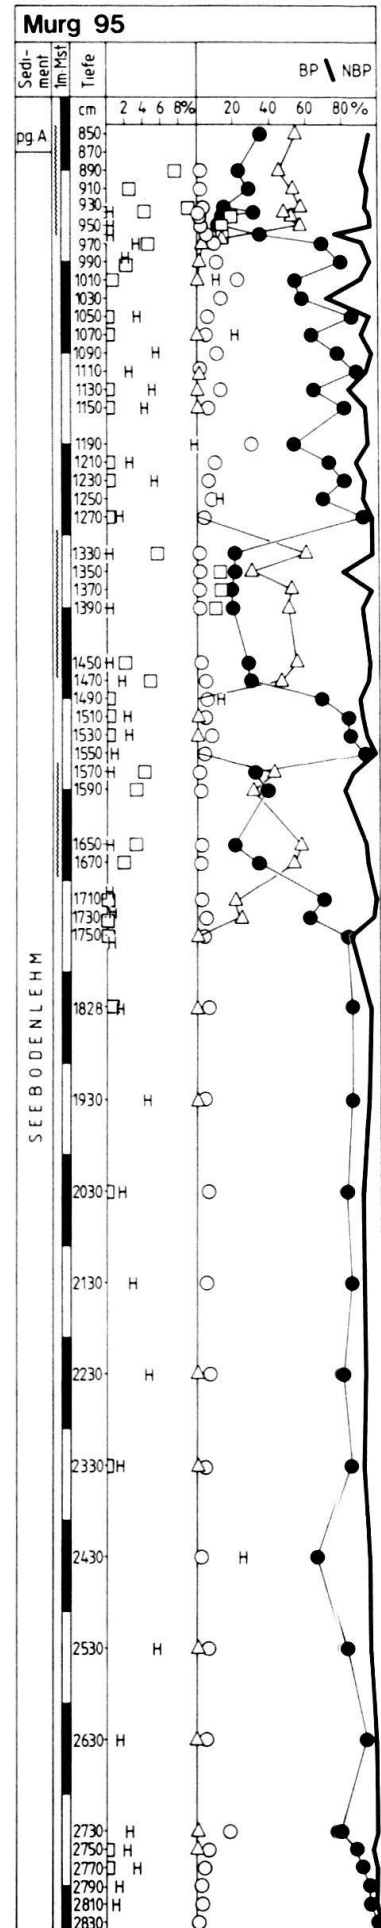 Murg 95
Sedi-
ment
1m-Mst
Tiefe
BP NBP
cm 2 4 6 8% 20 40 60 80%
pg.A
850
870
890
910
930 H
950 H
970 H
990 H
1010 H
1030
1050 H
1070 H
1090 H
1110 H
1130 H
1150 H
1190 H
1210 H
1230 H
1250 H
1270 H
1330 H
1350
1370
1390 H
1450 H
1470 H
1490 H
1510 H
1530 H
1550 H
1570 H
1590
1650 H
1670
1710 H
1730 H
1750 H
1828 H
SEEBODENLEHM
1930 H
2030 H
2130 H
2230 H
2330 H
2430 H
2530 H
2630 H
2730 H
2750 H
2770 H
2790 H
2810 H
2830